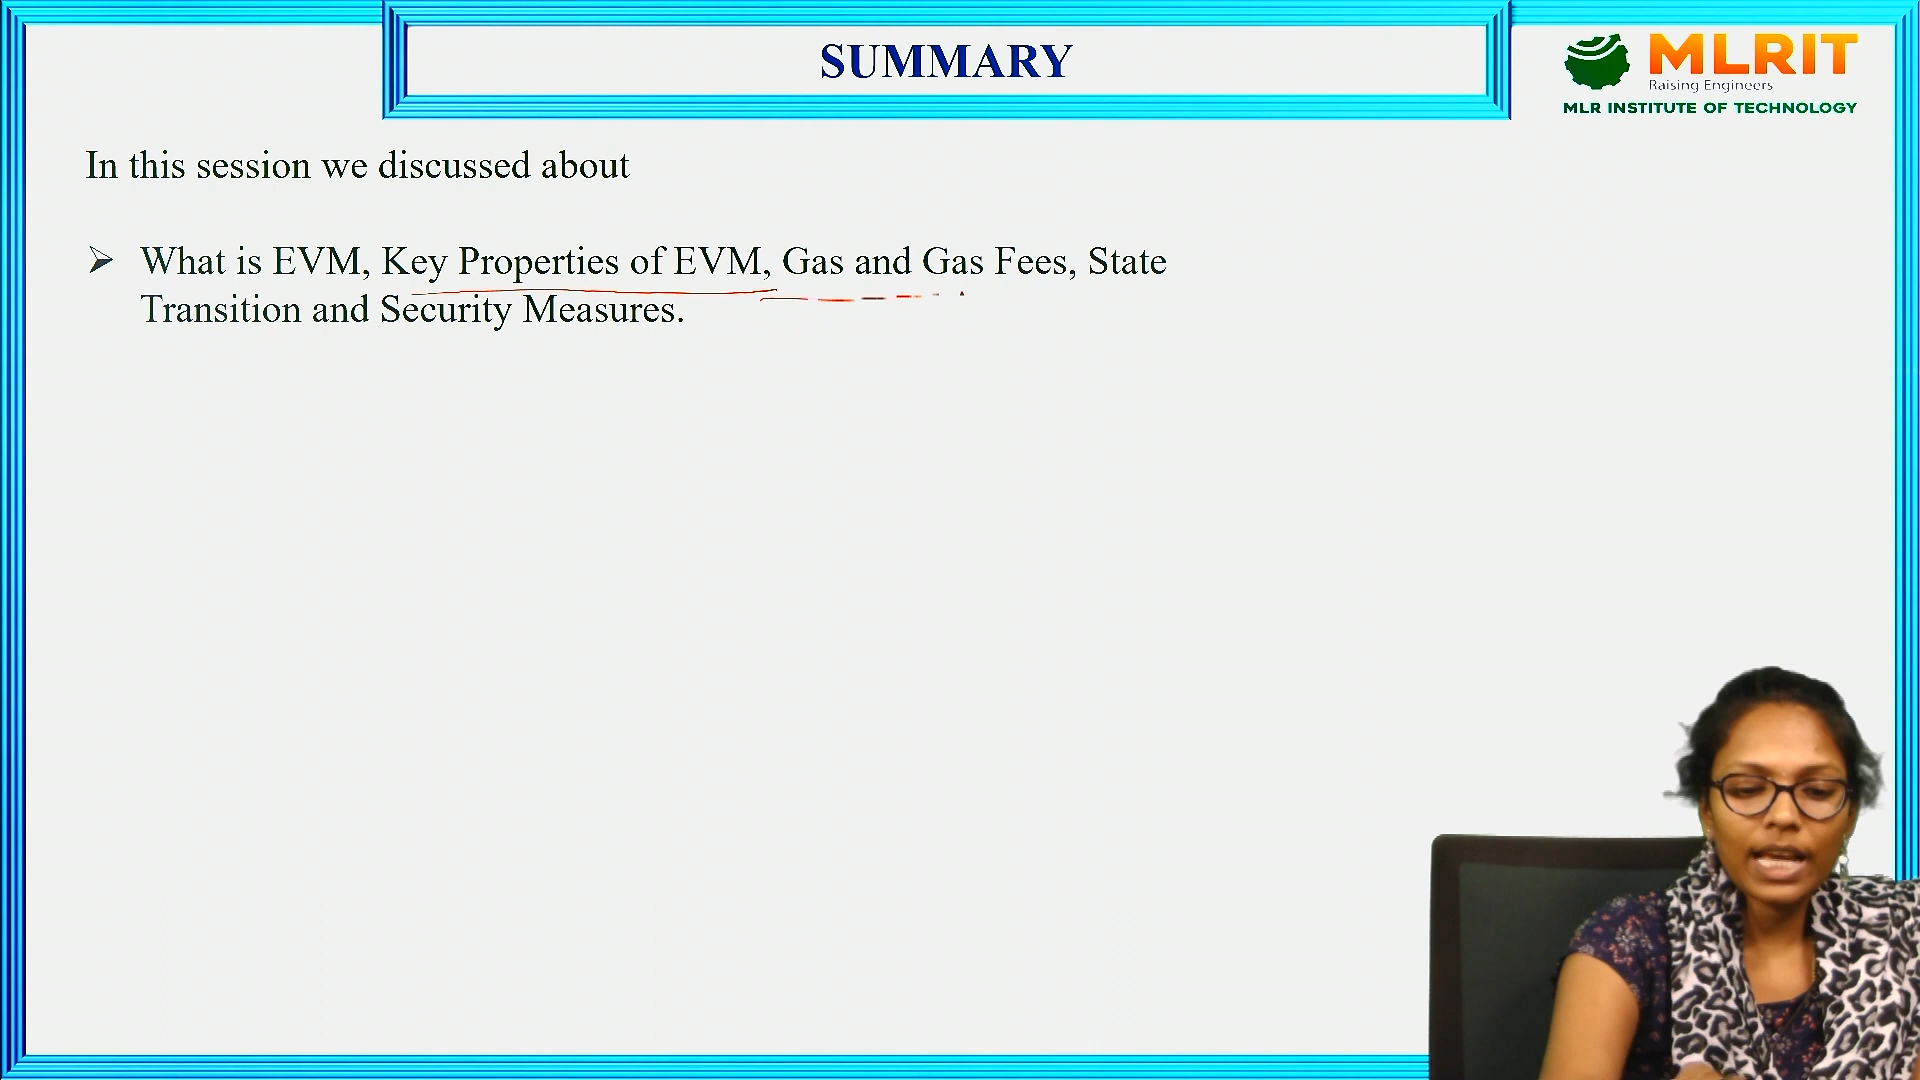 SUMMARY
MLRIT
Raising Engineers
MLR INSTITUTE OF TECHNOLOGY
In this session we discussed about
What is EVM, Key Properties of EVM, Gas and Gas Fees, State
Transition and Security Measures.